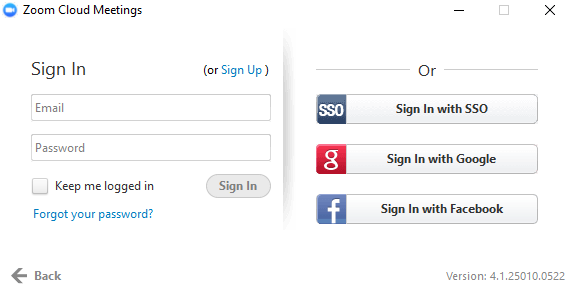 Zoom Cloud Meetings
Sign In
(or Sign Up )
Email
Password
Keep me logged in
Sign In
Forgot your password?
Or
SSO Sign In with SSO
g Sign In with Google
f Sign In with Facebook
Back
Version: 4.1.25010.0522